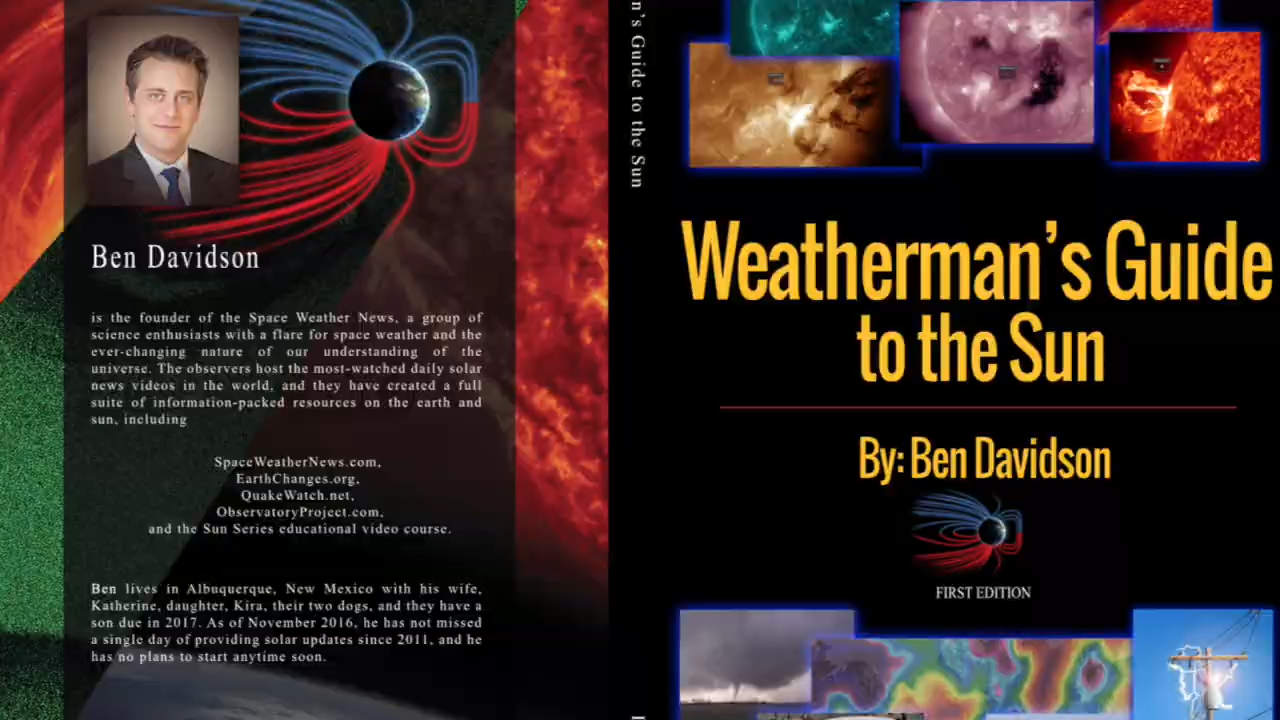 Ben Davidson
is the founder of the Space Weather News, a group of
science enthusiasts with a flare for space weather and the
ever-changing nature of our understanding of the
universe. The observers host the most-watched daily solar
news videos in the world, and they have created a full
suite of information-packed resources on the earth and
sun, including
SpaceWeatherNews.com,
EarthChanges.org,
QuakeWatch.net,
ObservatoryProject.com,
and the Sun Series educational video course.
Ben lives in Albuquerque, New Mexico with his wife,
Katherine, daughter, Kira, their two dogs, and they have a
son due in 2017. As of November 2016, he has not missed
a single day of providing solar updates since 2011, and he
has no plans to start anytime soon.
n's Guide to the Sun
Weatherman's Guide
to the Sun
By: Ben Davidson
FIRST EDITION